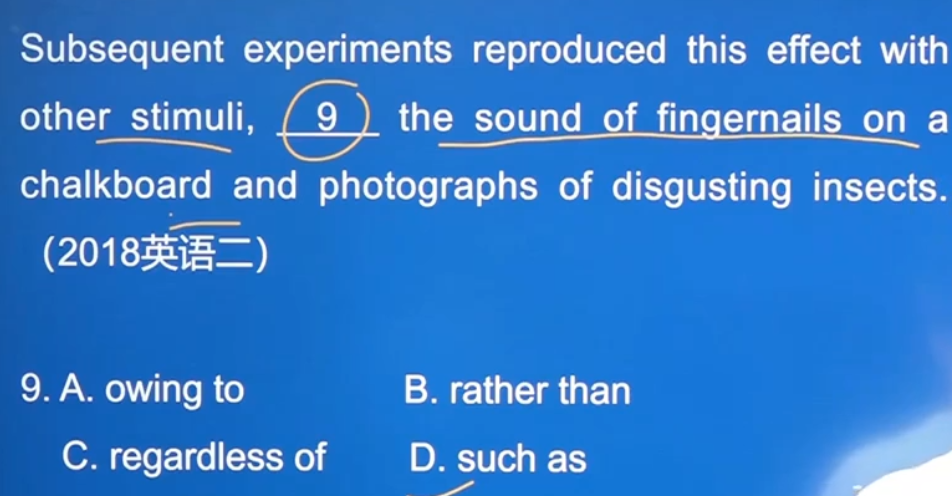 Subsequent experiments reproduced this effect with
other stimuli, 9 the sound of fingernails on a
chalkboard and photographs of disgusting insects.
(2018英语二)
9. A. owing to B. rather than
C. regardless of D. such as